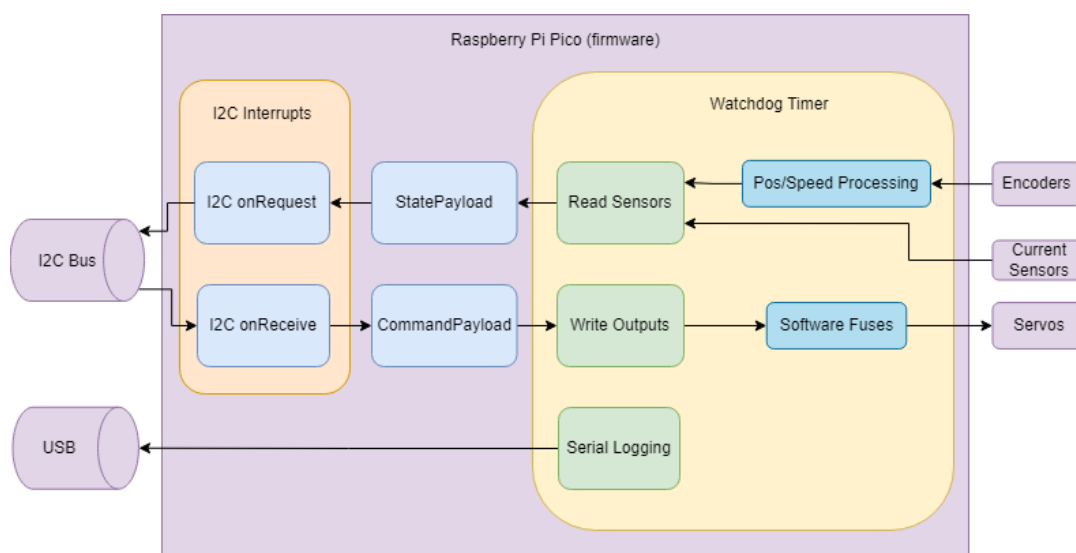 Raspberry Pi Pico (firmware)
I2C Interrupts
Watchdog Timer
I2C onRequest
StatePayload
Read Sensors
Pos/Speed Processing
Encoders
I2C Bus
Current
Sensors
I2C onReceive
CommandPayload
Write Outputs
Software Fuses
Servos
USB
Serial Logging